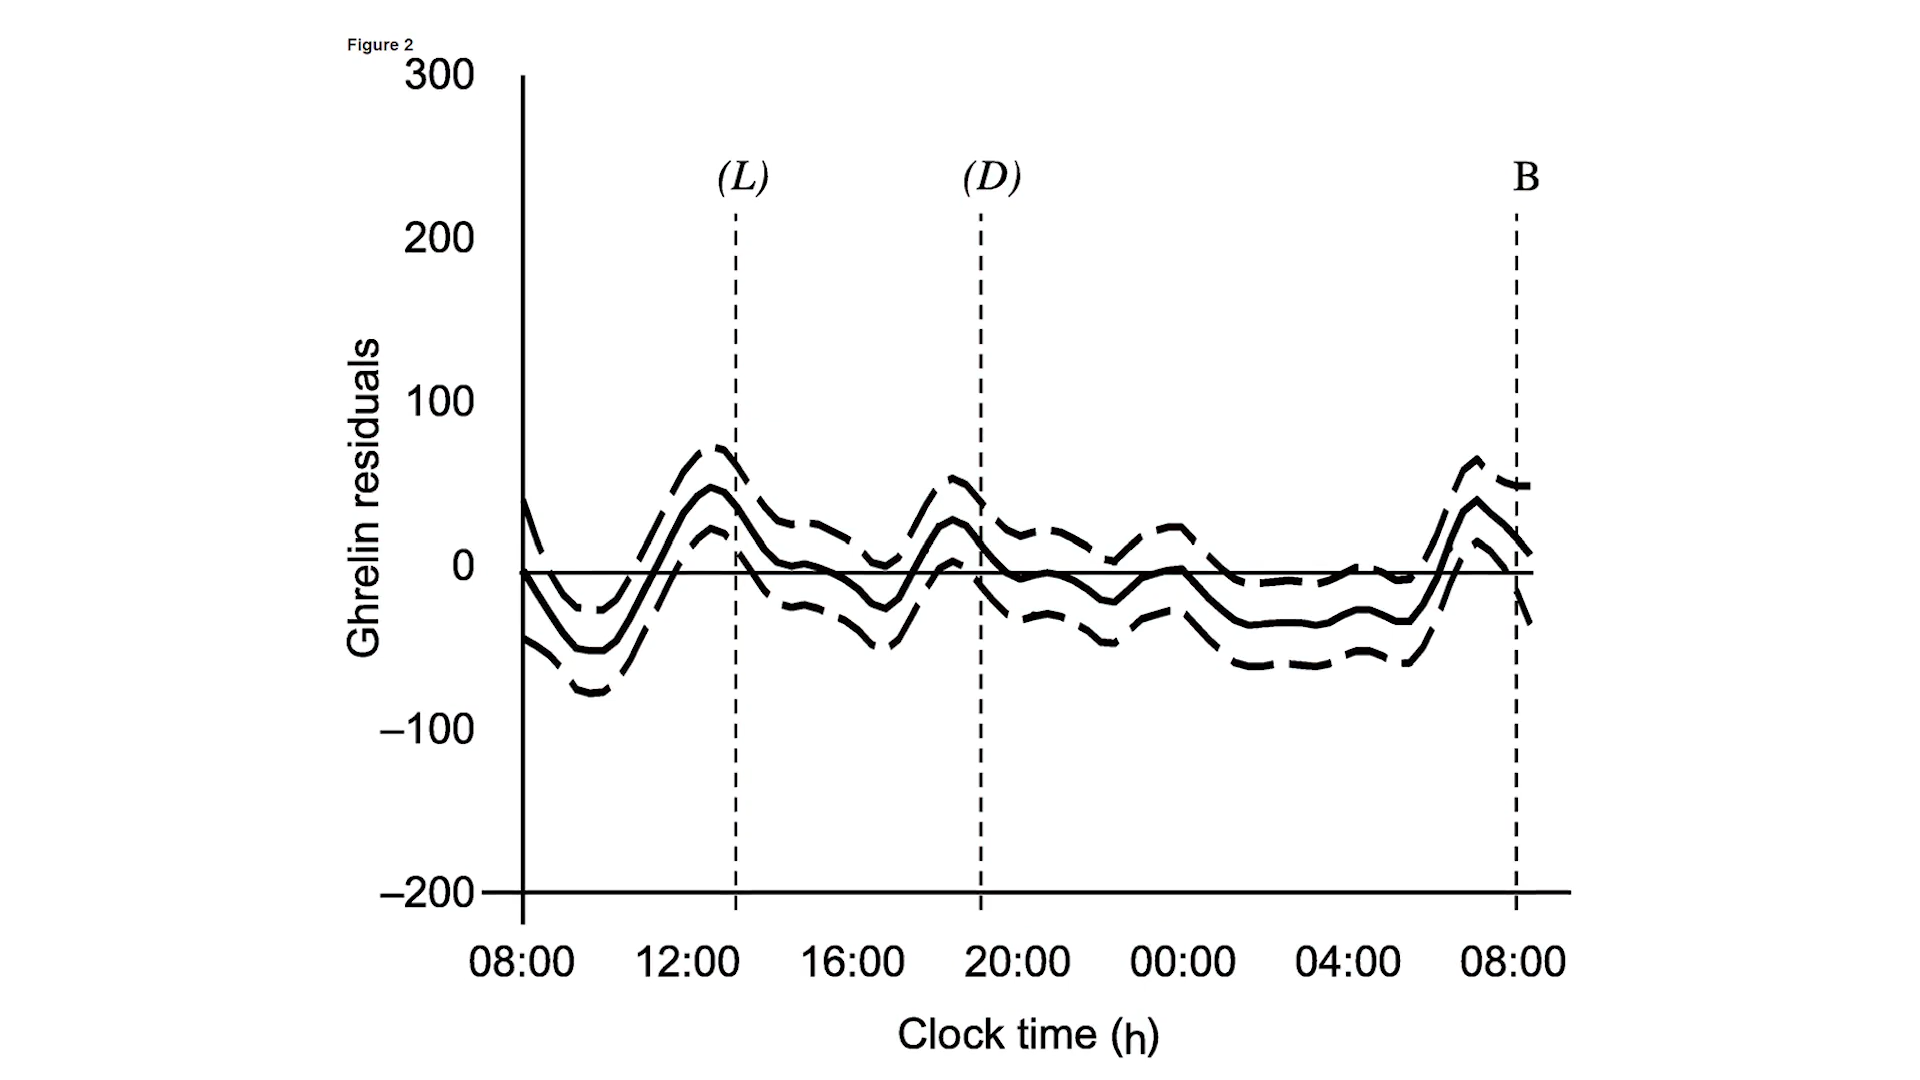 Figure 2
300
200
100
0
–100
–200
Ghrelin residuals
(L)
(D)
B
08:00 12:00 16:00 20:00 00:00 04:00 08:00
Clock time (h)